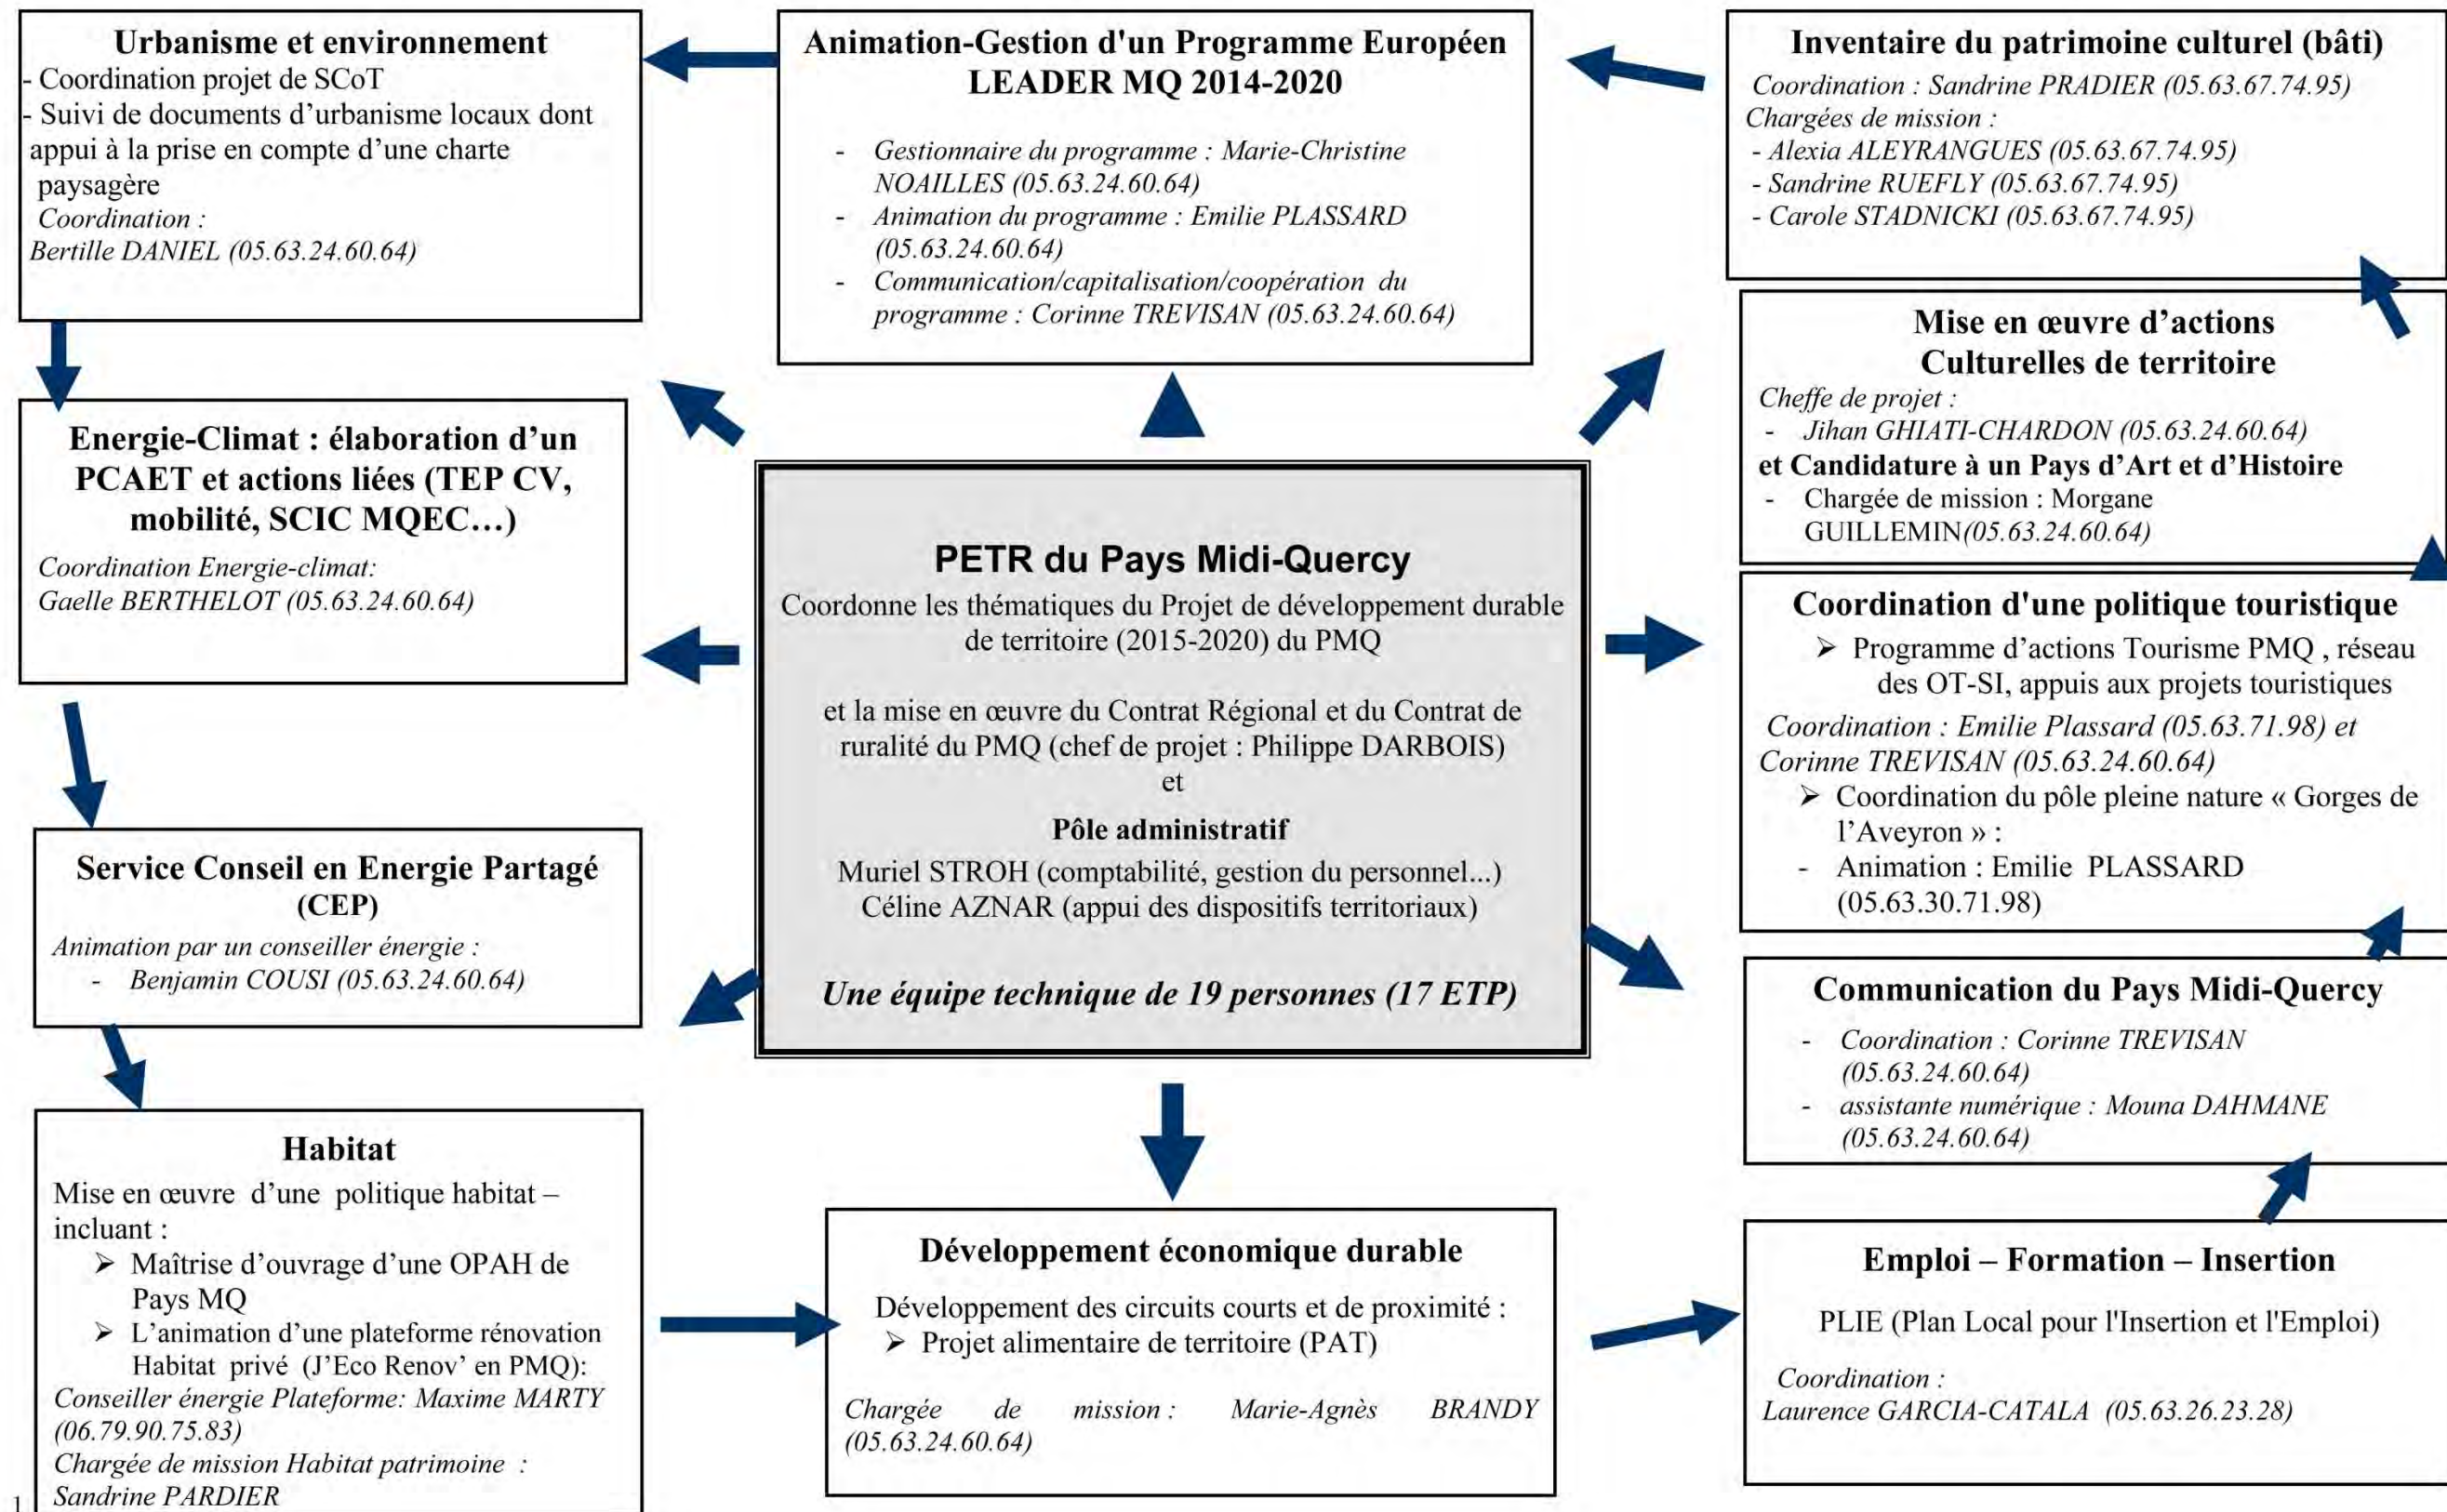 Urbanisme et environnement
- Coordination projet de SCoT
- Suivi de documents d’urbanisme locaux dont
appui à la prise en compte d’une charte
paysagère
Coordination :
Bertille DANIEL (05.63.24.60.64)
Animation-Gestion d'un Programme Européen
LEADER MQ 2014-2020
- Gestionnaire du programme : Marie-Christine
NOAILLES (05.63.24.60.64)
- Animation du programme : Emilie PLASSARD
(05.63.24.60.64)
- Communication/capitalisation/coopération du
programme : Corinne TREVISAN (05.63.24.60.64)
Inventaire du patrimoine culturel (bâti)
Coordination : Sandrine PRADIER (05.63.67.74.95)
Chargées de mission :
- Alexia ALEYRANGUES (05.63.67.74.95)
- Sandrine RUEFLY (05.63.67.74.95)
- Carole STADNICKI (05.63.67.74.95)
Mise en œuvre d’actions
Culturelles de territoire
Cheffe de projet :
- Jihan GHIATI-CHARDON (05.63.24.60.64)
et Candidature à un Pays d’Art et d’Histoire
- Chargée de mission : Morgane
GUILLEMIN(05.63.24.60.64)
Energie-Climat : élaboration d’un
PCAET et actions liées (TEP CV,
mobilité, SCIC MQEC…)
Coordination Energie-climat:
Gaelle BERTHELOT (05.63.24.60.64)
PETR du Pays Midi-Quercy
Coordonne les thématiques du Projet de développement durable
de territoire (2015-2020) du PMQ
et la mise en œuvre du Contrat Régional et du Contrat de
ruralité du PMQ (chef de projet : Philippe DARBOIS)
et
Pôle administratif
Muriel STROH (comptabilité, gestion du personnel...)
Céline AZNAR (appui des dispositifs territoriaux)
Une équipe technique de 19 personnes (17 ETP)
Coordination d'une politique touristique
➢ Programme d’actions Tourisme PMQ , réseau
des OT-SI, appuis aux projets touristiques
Coordination : Emilie Plassard (05.63.71.98) et
Corinne TREVISAN (05.63.24.60.64)
➢ Coordination du pôle pleine nature « Gorges de
l’Aveyron » :
- Animation : Emilie PLASSARD
(05.63.30.71.98)
Service Conseil en Energie Partagé
(CEP)
Animation par un conseiller énergie :
- Benjamin COUSI (05.63.24.60.64)
Communication du Pays Midi-Quercy
- Coordination : Corinne TREVISAN
(05.63.24.60.64)
- assistante numérique : Mouna DAHMANE
(05.63.24.60.64)
Habitat
Mise en œuvre d’une politique habitat –
incluant :
➢ Maîtrise d’ouvrage d’une OPAH de
Pays MQ
➢ L’animation d’une plateforme rénovation
Habitat privé (J’Eco Renov’ en PMQ):
Conseiller énergie Plateforme: Maxime MARTY
(06.79.90.75.83)
Chargée de mission Habitat patrimoine :
Sandrine PARDIER
Développement économique durable
Développement des circuits courts et de proximité :
➢ Projet alimentaire de territoire (PAT)
Chargée de mission : Marie-Agnès BRANDY
(05.63.24.60.64)
Emploi – Formation – Insertion
PLIE (Plan Local pour l'Insertion et l'Emploi)
Coordination :
Laurence GARCIA-CATALA (05.63.26.23.28)
1